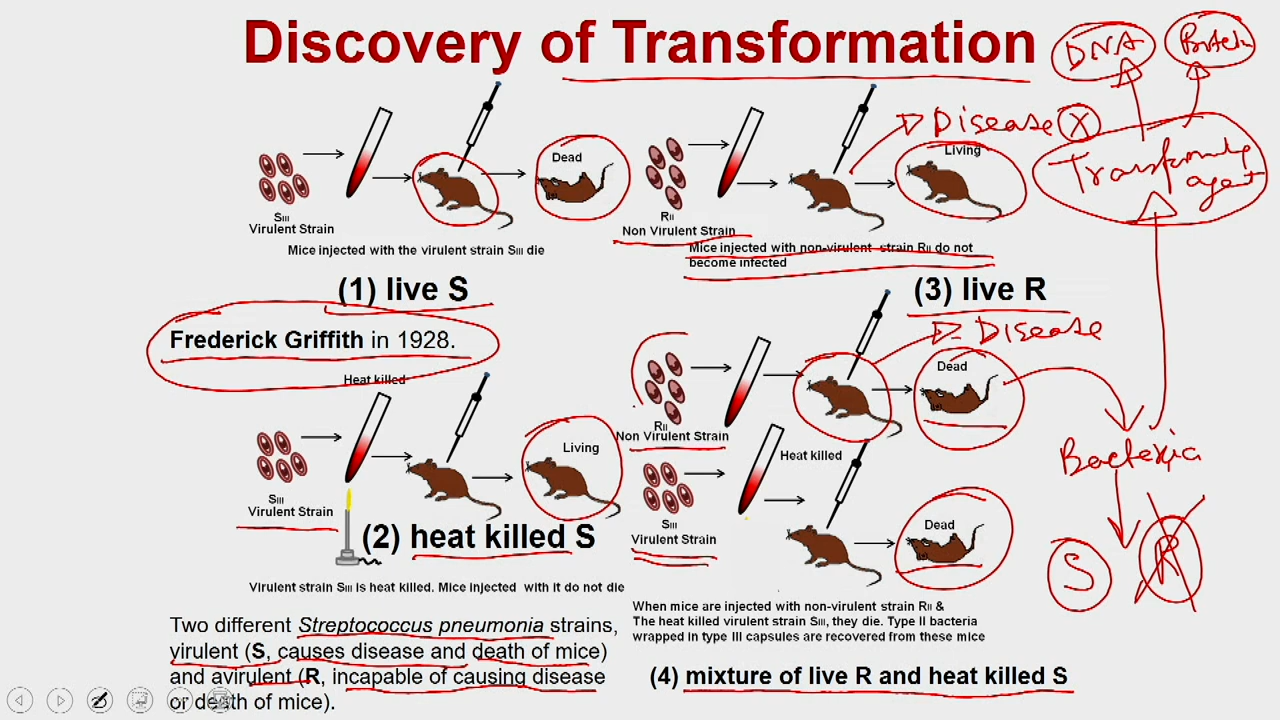 Discovery of Transformation
DNA
Protein
Disease X
Transforming
agent
Dead
Living
SIII
Virulent Strain
RII
Non Virulent Strain
Mice injected with the virulent strain SIII die
Mice injected with non-virulent strain RII do not
become infected
(1) live S
(3) live R
Frederick Griffith in 1928.
Disease
Heat killed
Living
SIII
Virulent Strain
(2) heat killed S
Virulent strain SIII is heat killed. Mice injected with it do not die
RII
Non Virulent Strain
Dead
Heat killed
SIII
Virulent Strain
Dead
Bacteria
S
R
When mice are injected with non-virulent strain RII &
The heat killed virulent strain SIII, they die. Type II bacteria
wrapped in type III capsules are recovered from these mice
(4) mixture of live R and heat killed S
Two different Streptococcus pneumonia strains,
virulent (S, causes disease and death of mice)
and avirulent (R, incapable of causing disease
or death of mice).